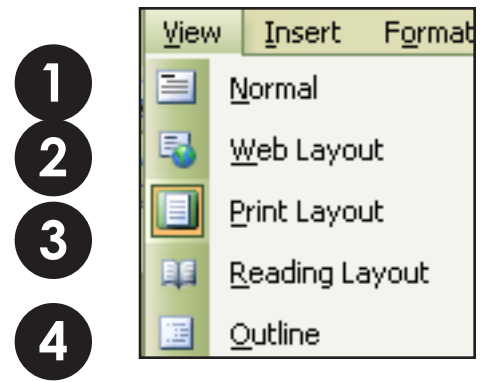 View Insert Format
1 Normal
2 Web Layout
3 Print Layout
Reading Layout
4 Outline